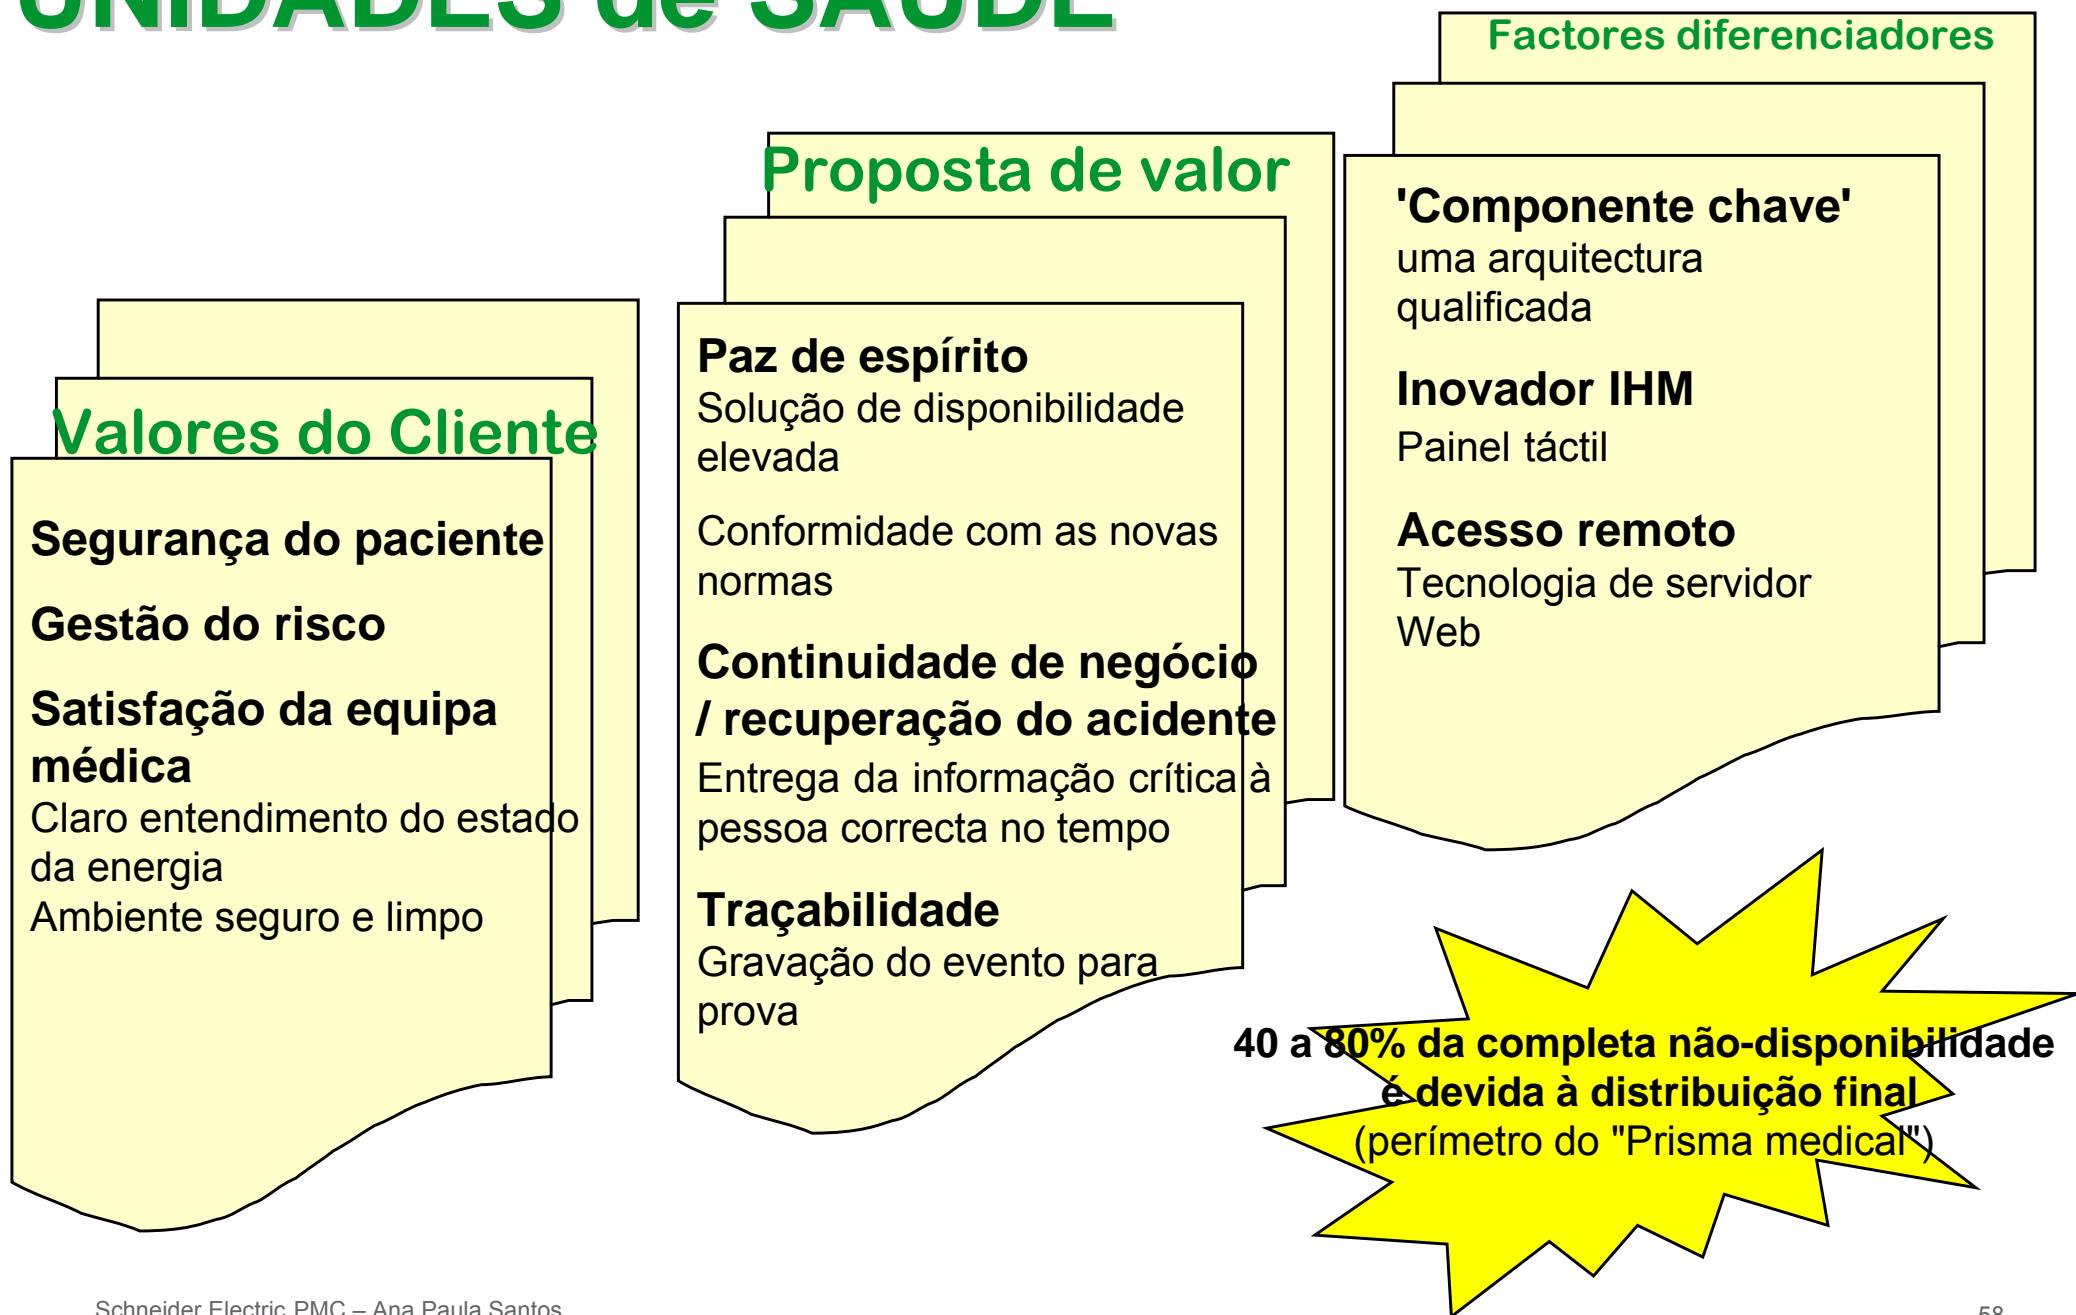 UNIDADES de SAÚDE
Factores diferenciadores
Proposta de valor
Valores do Cliente
Segurança do paciente
Gestão do risco
Satisfação da equipa
médica
Claro entendimento do estado
da energia
Ambiente seguro e limpo
Paz de espírito
Solução de disponibilidade
elevada
Conformidade com as novas
normas
Continuidade de negócio
/ recuperação do acidente
Entrega da informação crítica à
pessoa correcta no tempo
Traçabilidade
Gravação do evento para
prova
'Componente chave'
uma arquitectura
qualificada
Inovador IHM
Painel táctil
Acesso remoto
Tecnologia de servidor
Web
40 a 80% da completa não-disponibilidade
é devida à distribuição final
(perímetro do "Prisma medical")
Schneider Electric PMC – Ana Paula Santos
58